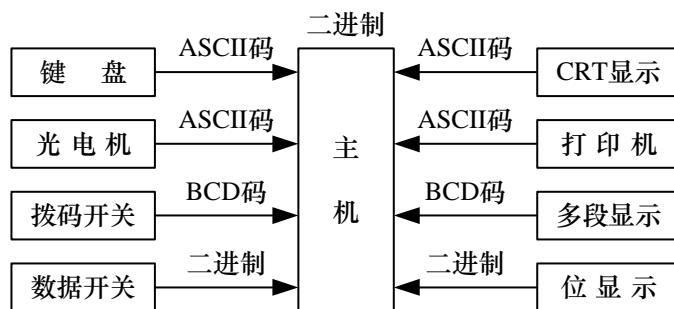 二进制
键 盘
ASCII码
主机
ASCII码
CRT显示
光电机
ASCII码
ASCII码
打印机
拨码开关
BCD码
BCD码
多段显示
数据开关
二进制
二进制
位显示